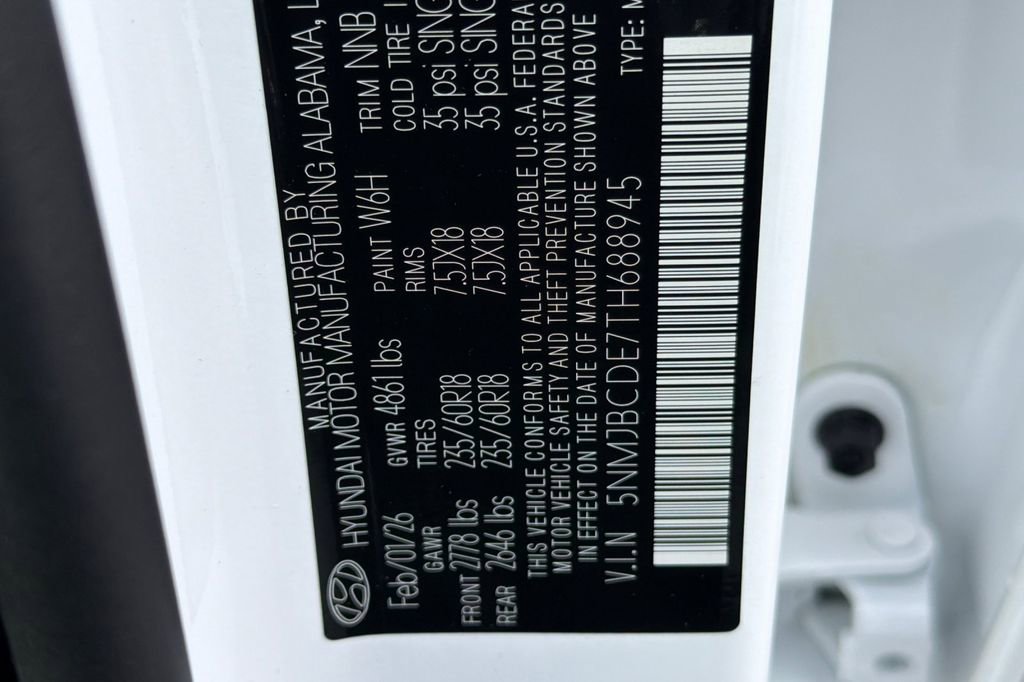 MANUFACTURED BY
HYUNDAI MOTOR MANUFACTURING ALABAMA, L
Feb/01/26 GVWR 4861 lbs PAINT W6H TRIM NNB
GAWR TIRES RIMS COLD TIRE
FRONT 2778 lbs 235/60R18 7.5JX18 35 psi SING
REAR 2646 lbs 235/60R18 7.5JX18 35 psi SING
THIS VEHICLE CONFORMS TO ALL APPLICABLE U.S.A. FEDERA
MOTOR VEHICLE SAFETY AND THEFT PREVENTION STANDARDS
IN EFFECT ON THE DATE OF MANUFACTURE SHOWN ABOVE
V.I.N 5NMJBCDE7TH688945 TYPE: M